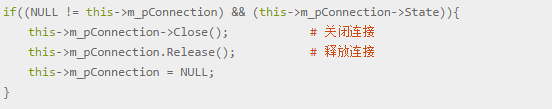 if((NULL != this->m_pConnection) && (this->m_pConnection->State)){
    this->m_pConnection->Close();           # 关闭连接
    this->m_pConnection.Release();          # 释放连接
    this->m_pConnection = NULL;
}